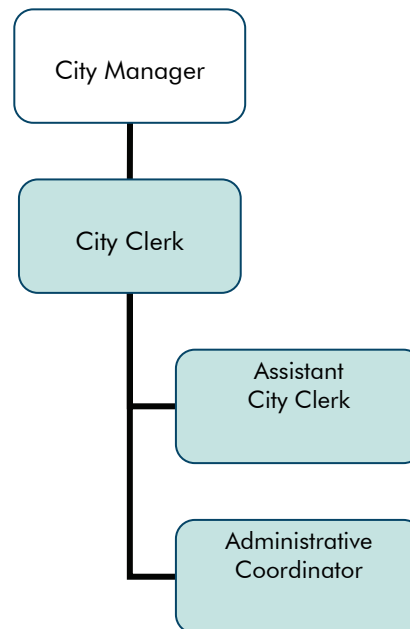 City Manager
City Clerk
Assistant
City Clerk
Administrative
Coordinator